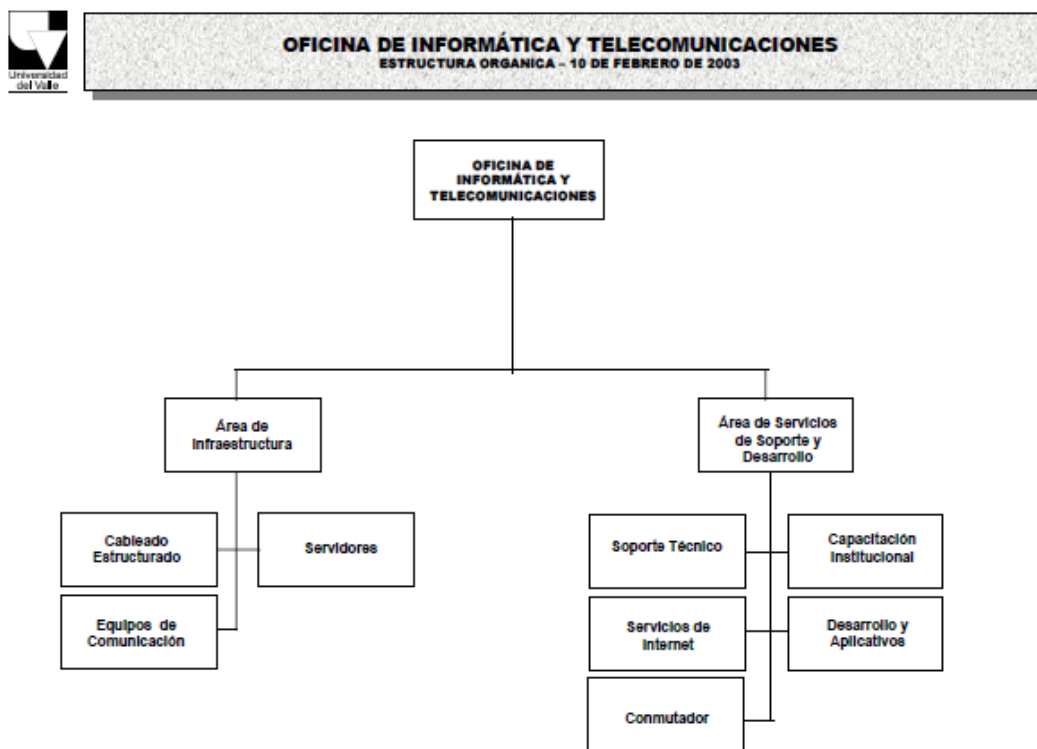 Universidad
del Valle
OFICINA DE INFORMÁTICA Y TELECOMUNICACIONES
ESTRUCTURA ORGANICA – 10 DE FEBRERO DE 2003
OFICINA DE
INFORMÁTICA Y
TELECOMUNICACIONES
Área de
Infraestructura
Área de Servicios
de Soporte y
Desarrollo
Cableado
Estructurado
Servidores
Equipos de
Comunicación
Soporte Técnico
Capacitación
Institucional
Servicios de
Internet
Desarrollo y
Aplicativos
Conmutador